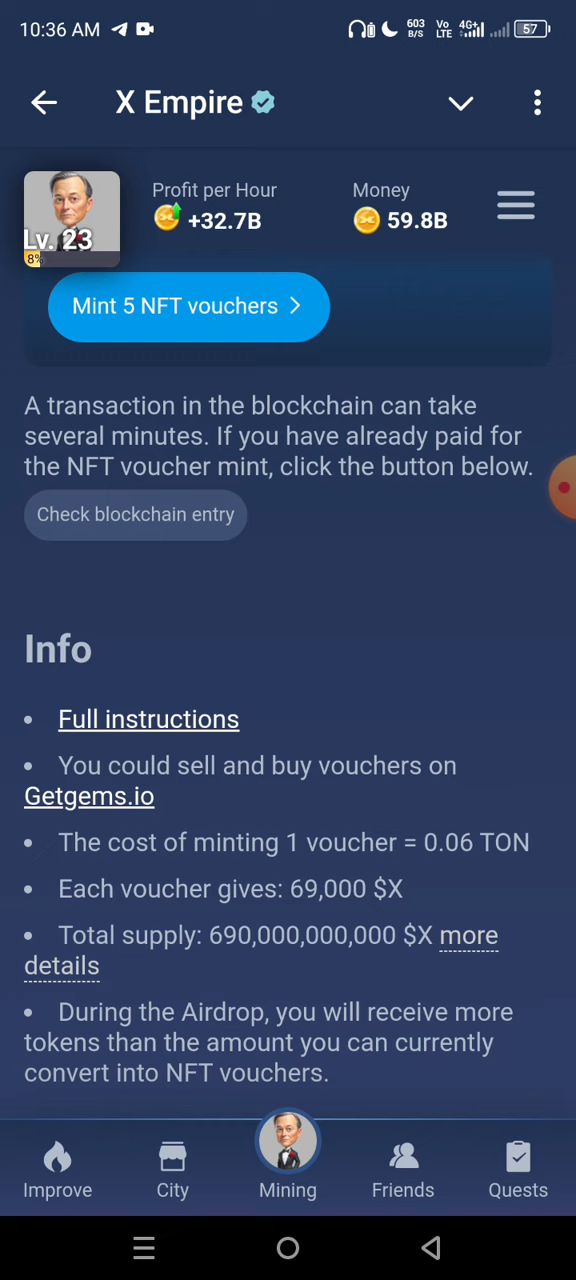 10:36 AM
603 B/S Vo LTE 4G+ 57
X Empire
Profit per Hour
Money
+32.7B
59.8B
Lv. 23
8%
Mint 5 NFT vouchers
A transaction in the blockchain can take
several minutes. If you have already paid for
the NFT voucher mint, click the button below.
Check blockchain entry
Info
• Full instructions
• You could sell and buy vouchers on
Getgems.io
• The cost of minting 1 voucher = 0.06 TON
• Each voucher gives: 69,000 $X
• Total supply: 690,000,000,000 $X more
details
• During the Airdrop, you will receive more
tokens than the amount you can currently
convert into NFT vouchers.
Improve
City
Mining
Friends
Quests